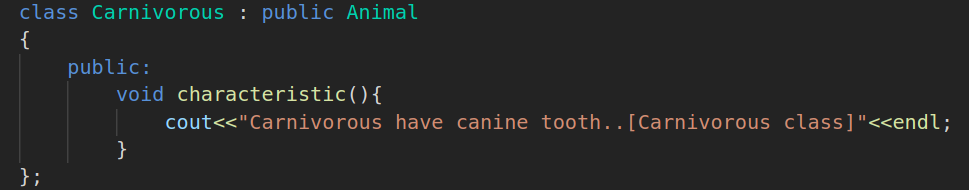 class Carnivorous : public Animal
{
    public:
        void characteristic(){
            cout<<"Carnivorous have canine tooth..[Carnivorous class]"<<endl;
        }
};